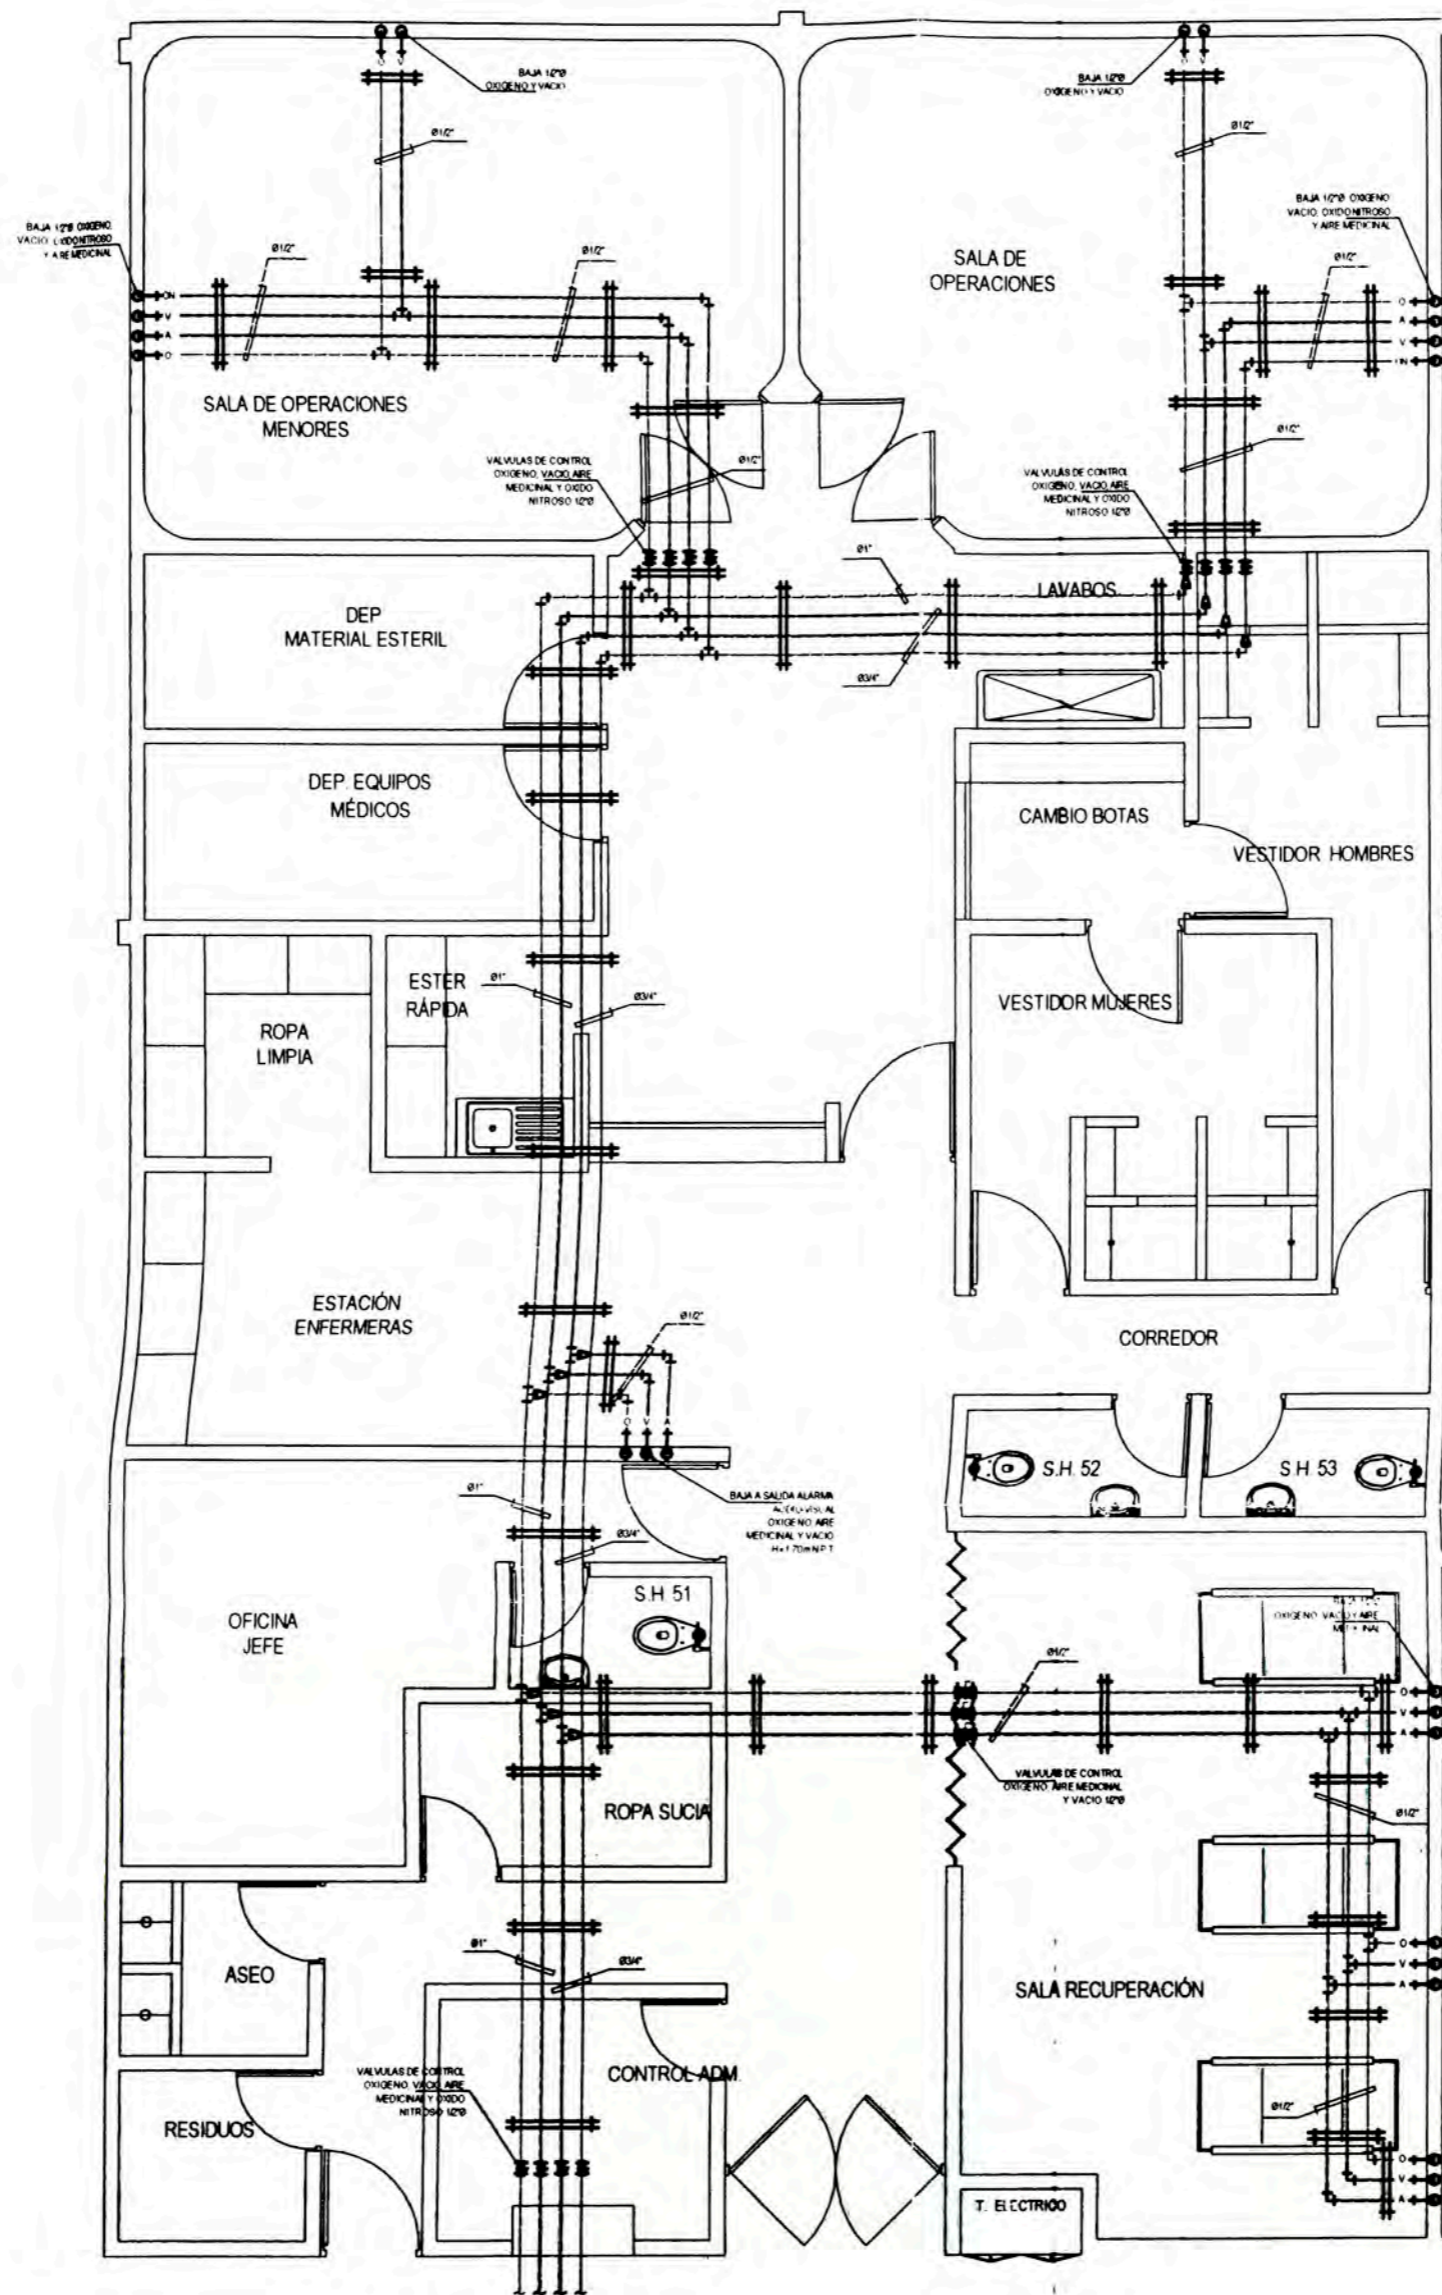 O
V
BAJA 1/2"Ø
OXIGENO Y VACIO
Ø1/2"
O
V
BAJA 1/2"Ø
OXIGENO Y VACIO
Ø1/2"
BAJA 1/2"Ø OXIGENO
VACIO, OXIDO NITROSO
Y AIRE MEDICINAL
Ø1/2"
Ø1/2"
ON
V
A
O
SALA DE OPERACIONES
MENORES
SALA DE
OPERACIONES
BAJA 1/2"Ø OXIGENO
VACIO, OXIDO NITROSO
Y AIRE MEDICINAL
Ø1/2"
O
A
V
ON
VALVULAS DE CONTROL
OXIGENO, VACIO, AIRE
MEDICINAL Y OXIDO
NITROSO 1/2"Ø
Ø1/2"
VALVULAS DE CONTROL
OXIGENO, VACIO AIRE
MEDICINAL Y OXIDO
NITROSO 1/2"Ø
Ø1/2"
DEP
MATERIAL ESTERIL
Ø1"
Ø3/4"
LAVABOS
DEP. EQUIPOS
MÉDICOS
CAMBIO BOTAS
VESTIDOR HOMBRES
ROPA
LIMPIA
ESTER
RÁPIDA
Ø1"
Ø3/4"
VESTIDOR MUJERES
ESTACIÓN
ENFERMERAS
Ø1/2"
O
V
A
CORREDOR
S.H. 52
S.H. 53
Ø1"
Ø3/4"
BAJA A SALIDA ALARMA
OXIGENO AIRE
MEDICINAL Y VACIO
H=1.70m N.P.T
OFICINA
JEFE
S.H. 51
OXIGENO, VACIO Y AIRE
Ø1/2"
O
V
A
VALVULAS DE CONTROL
OXIGENO, AIRE MEDICINAL
Y VACIO 1/2"Ø
Ø1/2"
ROPA SUCIA
ASEO
Ø1"
Ø3/4"
O
V
A
SALA RECUPERACIÓN
VALVULAS DE CONTROL
OXIGENO, VACIO, AIRE
MEDICINAL Y OXIDO
NITROSO 1/2"Ø
CONTROL ADM.
RESIDUOS
Ø1/2"
O
V
A
T. ELECTRICO